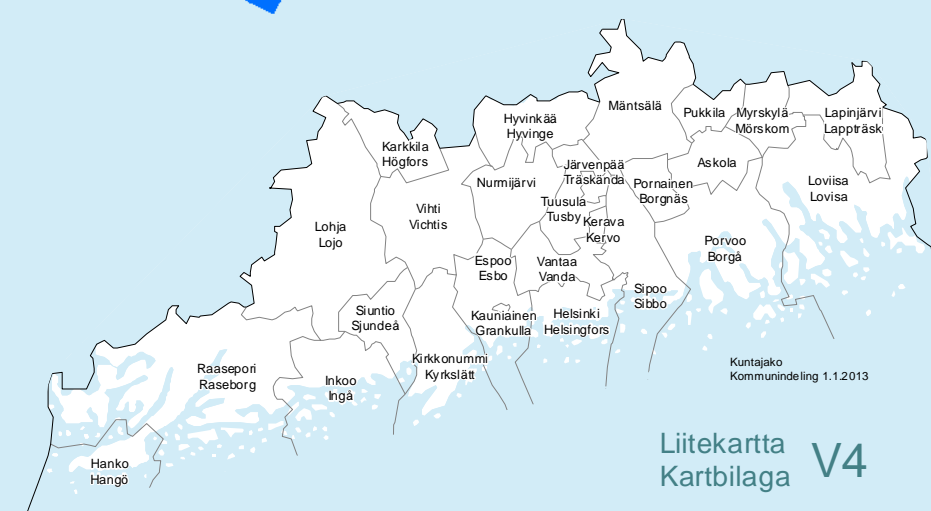 Mäntsälä
Pukkila
Myrskylä
Mörskom
Lapinjärvi
Lappträsk
Hyvinkää
Hyvinge
Karkkila
Högfors
Järvenpää
Träskända
Askola
Nurmijärvi
Pornainen
Borgnäs
Loviisa
Lovisa
Vihti
Vichtis
Tuusula
Tusby
Kerava
Kervo
Lohja
Lojo
Porvoo
Borgå
Espoo
Esbo
Vantaa
Vanda
Sipoo
Sibbo
Siuntio
Sjundeå
Kauniainen
Grankulla
Helsinki
Helsingfors
Kirkkonummi
Kyrkslätt
Raasepori
Raseborg
Inkoo
Ingå
Kuntajako
Kommunindeling 1.1.2013
Hanko
Hangö
Liitekartta
Kartbilaga
V4